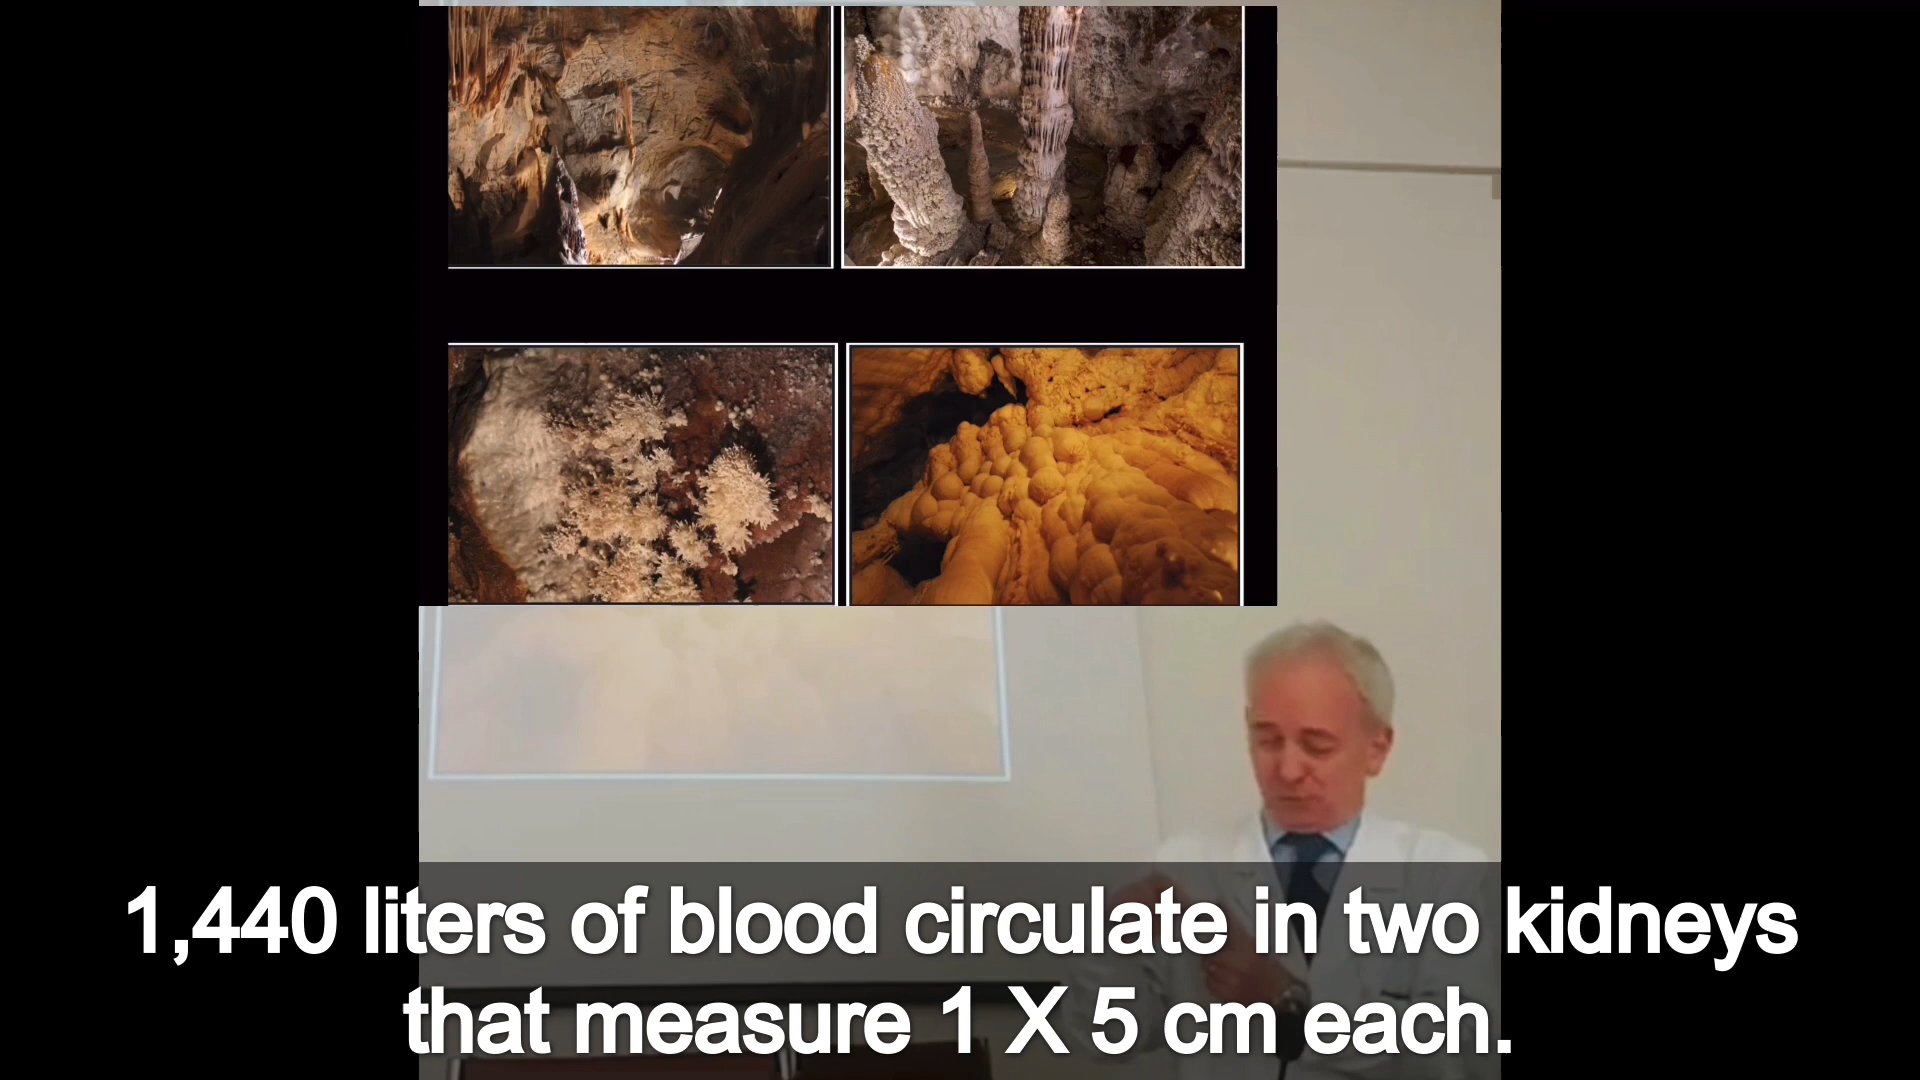 1,440 liters of blood circulate in two kidneys
that measure 1 X 5 cm each.